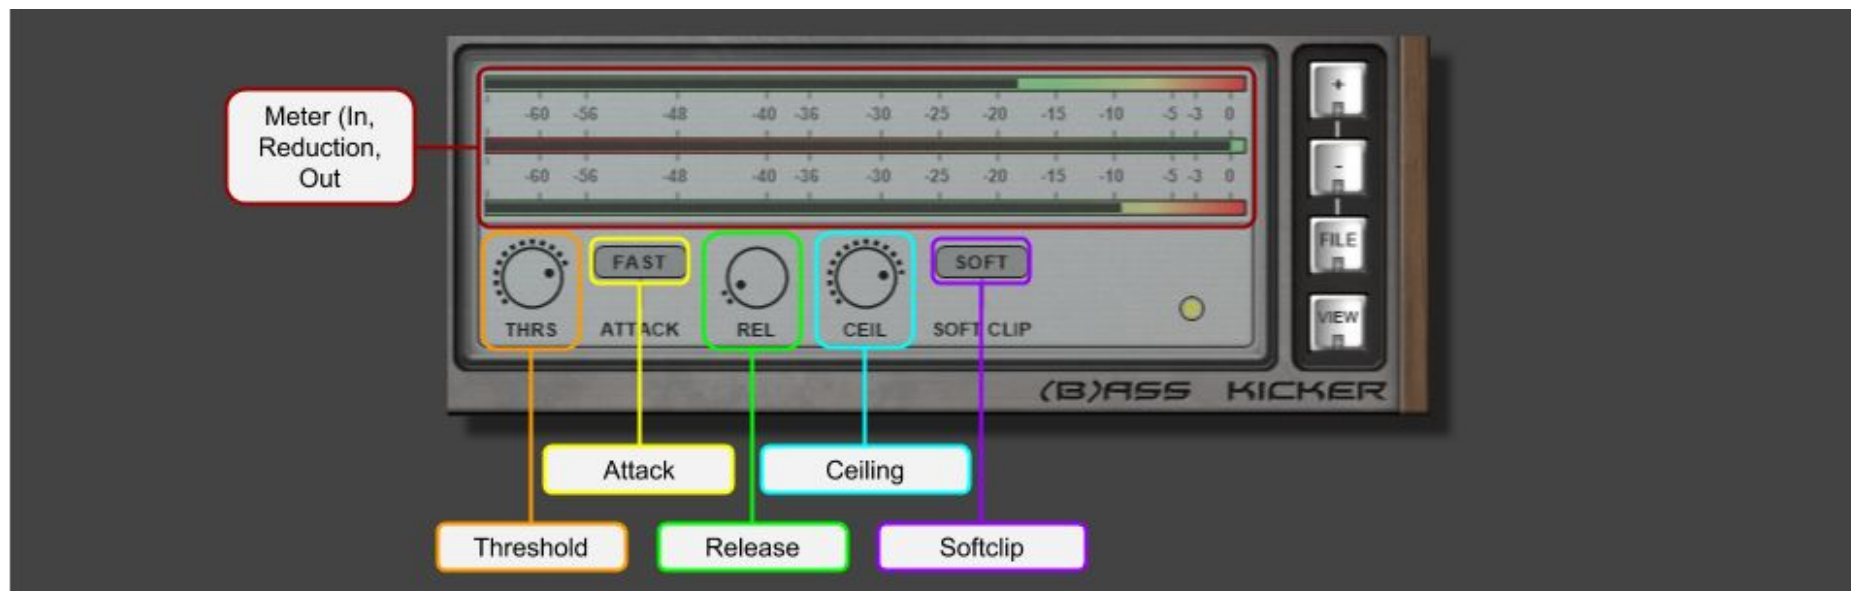 Meter (In,
Reduction,
Out
-60 -56 -48 -40 -36 -30 -25 -20 -15 -10 -5 -3 0
-60 -56 -48 -40 -36 -30 -25 -20 -15 -10 -5 -3 0
+
-
FILE
VIEW
FAST
SOFT
THRS
ATTACK
REL
CEIL
SOFT CLIP
(B)ASS KICKER
Attack
Ceiling
Threshold
Release
Softclip